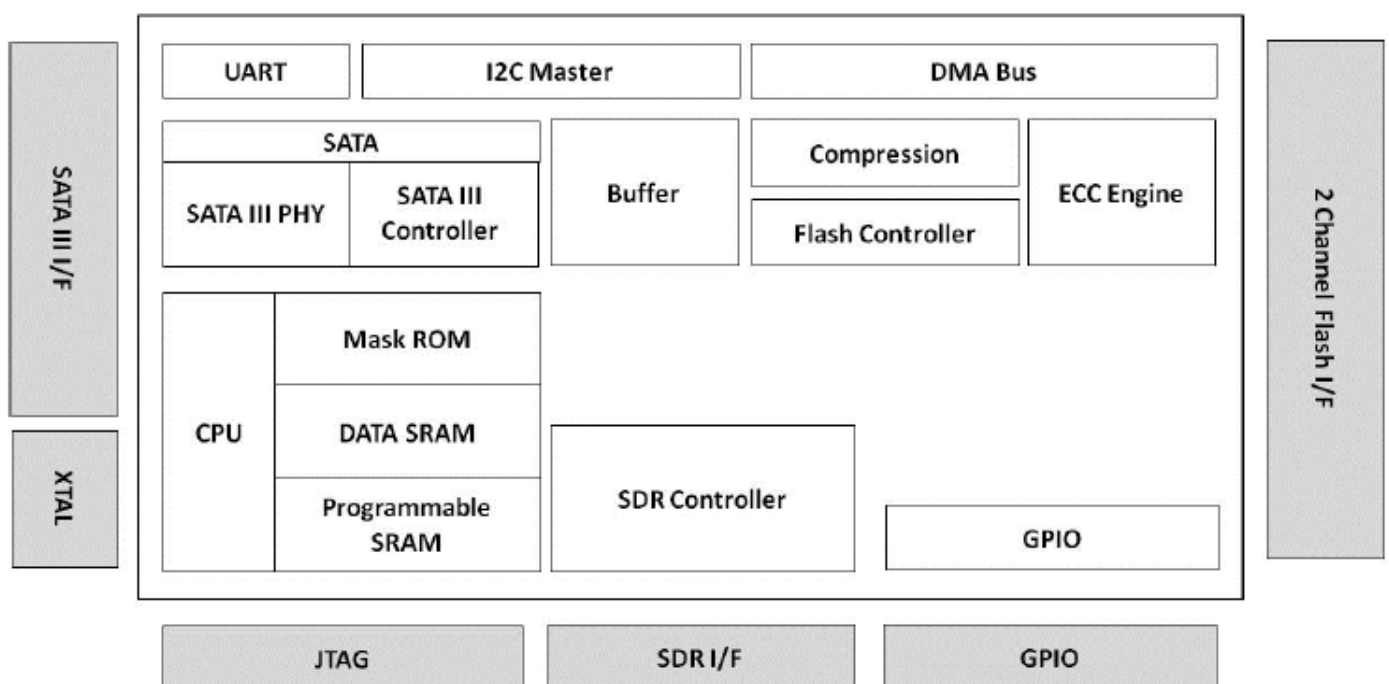 UART
I2C Master
DMA Bus
SATA III I/F
SATA
SATA III PHY
SATA III
Controller
Buffer
Compression
Flash Controller
ECC Engine
2 Channel Flash I/F
CPU
Mask ROM
DATA SRAM
Programmable
SRAM
SDR Controller
GPIO
XTAL
JTAG
SDR I/F
GPIO